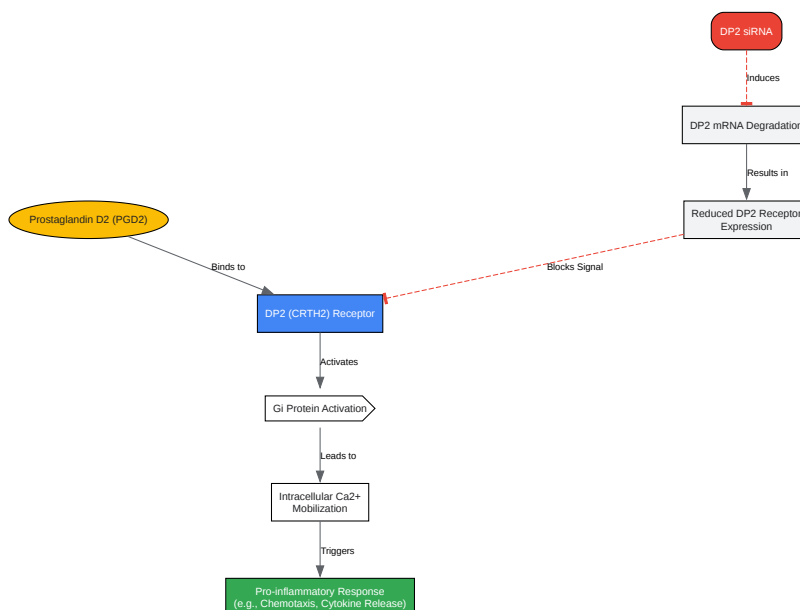 DP2 siRNA
Induces
DP2 mRNA Degradation
Results in
Reduced DP2 Receptor
Expression
Prostaglandin D2 (PGD2)
Binds to
Blocks Signal
DP2 (CRTH2) Receptor
Activates
Gi Protein Activation
Leads to
Intracellular Ca2+
Mobilization
Triggers
Pro-inflammatory Response
(e.g., Chemotaxis, Cytokine Release)